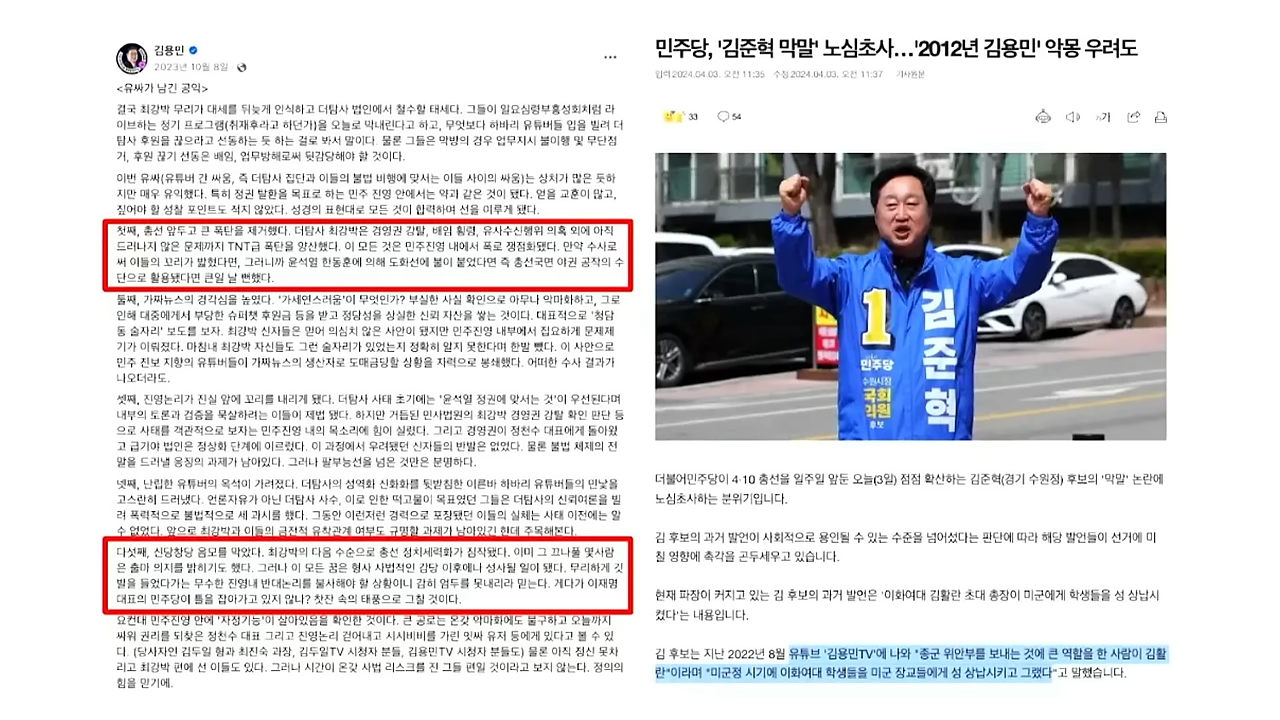 김용민
2023년 10월 8일
<유싸가 남긴 공익>
결국 최강박 무리가 대세를 뒤늦게 인식하고 더탐사 법인에서 철수할 태세다. 그들이 일요심령부흥성회처럼 라
이브하는 정기 프로그램(취재후라고 하던가)을 오늘로 막내린다고 하고, 무엇보다 하바리 유튜버들 입을 빌려 더
탐사 후원을 끊으라고 선동하는 듯 하는 걸로 봐서 말이다. 물론 그들은 막방의 경우 업무지시 불이행 및 무단점
거, 후원 끊기 선동은 배임, 업무방해로써 뒷감당해야 할 것이다.
이번 유싸(유튜버 간 싸움, 즉 더탐사 집단과 이들의 불법 비행에 맞서는 이들 사이의 싸움)는 상처가 많은 듯하
지만 매우 유익했다. 특히 정권 탈환을 목표로 하는 민주 진영 안에서는 약과 같은 것이 됐다. 얻을 교훈이 많고,
짚어야 할 성찰 포인트도 적지 않았다. 성경의 표현대로 모든 것이 합력하여 선을 이루게 됐다.
첫째, 총선 앞두고 큰 폭탄을 제거했다. 더탐사 최강박은 경영권 강탈, 배임 횡령, 유사수신행위 의혹 외에 아직
드러나지 않은 문제까지 TNT급 폭탄을 양산했다. 이 모든 것은 민주진영 내에서 폭로 쟁점화됐다. 만약 수사로
써 이들의 꼬리가 밟혔다면, 그러니까 윤석열 한동훈에 의해 도화선에 불이 붙었다면 즉 총선국면 야권 공작의 수
단으로 활용됐다면 큰일 날 뻔했다.
둘째, 가짜뉴스의 경각심을 높였다. '가세연스러움'이 무엇인가? 부실한 사실 확인으로 아무나 악마화하고, 그로
인해 대중에게서 부당한 슈퍼챗 후원금 등을 받고 정당성을 상실한 신뢰 자산을 쌓는 것이다. 대표적으로 '청담
동 술자리' 보도를 보자. 최강박 신자들은 믿어 의심치 않은 사안이 됐지만 민주진영 내부에서 집요하게 문제제
기가 이뤄졌다. 마침내 최강박 자신들도 그런 술자리가 있었는지 정확히 알지 못한다며 한발 뺐다. 이 사안으로
민주 진보 지향의 유튜버들이 가짜뉴스의 생산자로 도매금당할 상황을 자력으로 봉쇄했다. 어떠한 수사 결과가
나오더라도.
셋째, 진영논리가 진실 앞에 꼬리를 내리게 됐다. 더탐사 사태 초기에는 '윤석열 정권에 맞서는 것'이 우선된다며
내부의 토론과 검증을 묵살하려는 이들이 제법 됐다. 하지만 거듭된 민사법원의 최강박 경영권 강탈 확인 판단 등
으로 사태를 객관적으로 보자는 민주진영 내의 목소리에 힘이 실렸다. 그리고 경영권이 정천수 대표에게 돌아왔
고 급기야 법인은 정상화 단계에 이르렀다. 이 과정에서 우려됐던 신자들의 반발은 없었다. 물론 불법 체제의 전
말을 드러낼 응징의 과제가 남아있다. 그러나 팔부능선을 넘은 것만은 분명하다.
넷째, 난립한 유튜버의 옥석이 가려졌다. 더탐사의 성역화 신화화를 뒷받침한 이른바 하바리 유튜버들의 민낯을
고스란히 드러냈다. 언론자유가 아닌 더탐사 사수, 이로 인한 떡고물이 목표였던 그들은 더탐사의 신뢰여론을 빌
려 폭력적으로 불법적으로 세 과시를 했다. 그동안 이런저런 경력으로 포장됐던 이들의 실체는 사태 이전에는 알
수 없었다. 앞으로 최강박과 이들의 금전적 유착관계 여부도 규명할 과제가 남아있긴 한데 주목해본다.
다섯째, 신당창당 음모를 막았다. 최강박의 다음 수순으로 총선 정치세력화가 짐작됐다. 이미 그 끄나풀 몇사람
은 출마 의지를 밝히기도 했다. 그러나 이 모든 꿈은 형사 사법적인 감당 이후에나 성사될 일이 됐다. 무리하게 깃
발을 들었다가는 무수한 진영내 반대논리를 불사해야 할 상황이니 감히 엄두를 못내리라 믿는다. 게다가 이재명
대표의 민주당이 틀을 잡아가고 있지 않나? 찻잔 속의 태풍으로 그칠 것이다.
요컨대 민주진영 안에 '자정기능'이 살아있음을 확인한 것이다. 큰 공로는 온갖 악마화에도 불구하고 오늘까지
싸워 권리를 되찾은 정천수 대표 그리고 진영논리 걷어내고 시시비비를 가린 밋싸 유저 등에게 있다고 볼 수 있
다. (당사자인 김두일 형과 최진숙 과장, 김두일TV 시청자 분들, 김용민TV 시청자 분들도) 물론 아직 정신 못차
리고 최강박 편에 선 이들도 있다. 그러나 시간이 온갖 사법 리스크를 진 그들 편일 것이라고 보지 않는다. 정의의
힘을 믿기에.
민주당, '김준혁 막말' 노심초사…'2012년 김용민' 악몽 우려도
입력 2024.04.03. 오전 11:35 수정 2024.04.03. 오전 11:37 기사원문
33 54
가
1
민주당
수원시정
국회
의원
후보
김준혁
더불어민주당이 4·10 총선을 일주일 앞둔 오늘(3일) 점점 확산하는 김준혁(경기 수원정) 후보의 '막말' 논란에
노심초사하는 분위기입니다.
김 후보의 과거 발언이 사회적으로 용인될 수 있는 수준을 넘어섰다는 판단에 따라 해당 발언들이 선거에 미
칠 영향에 촉각을 곤두세우고 있습니다.
현재 파장이 커지고 있는 김 후보의 과거 발언은 '이화여대 김활란 초대 총장이 미군에게 학생들을 성 상납시
켰다'는 내용입니다.
김 후보는 지난 2022년 8월 유튜브 '김용민TV'에 나와 "종군 위안부를 보내는 것에 큰 역할을 한 사람이 김활
란"이라며 "미군정 시기에 이화여대 학생들을 미군 장교들에게 성 상납시키고 그랬다"고 말했습니다.